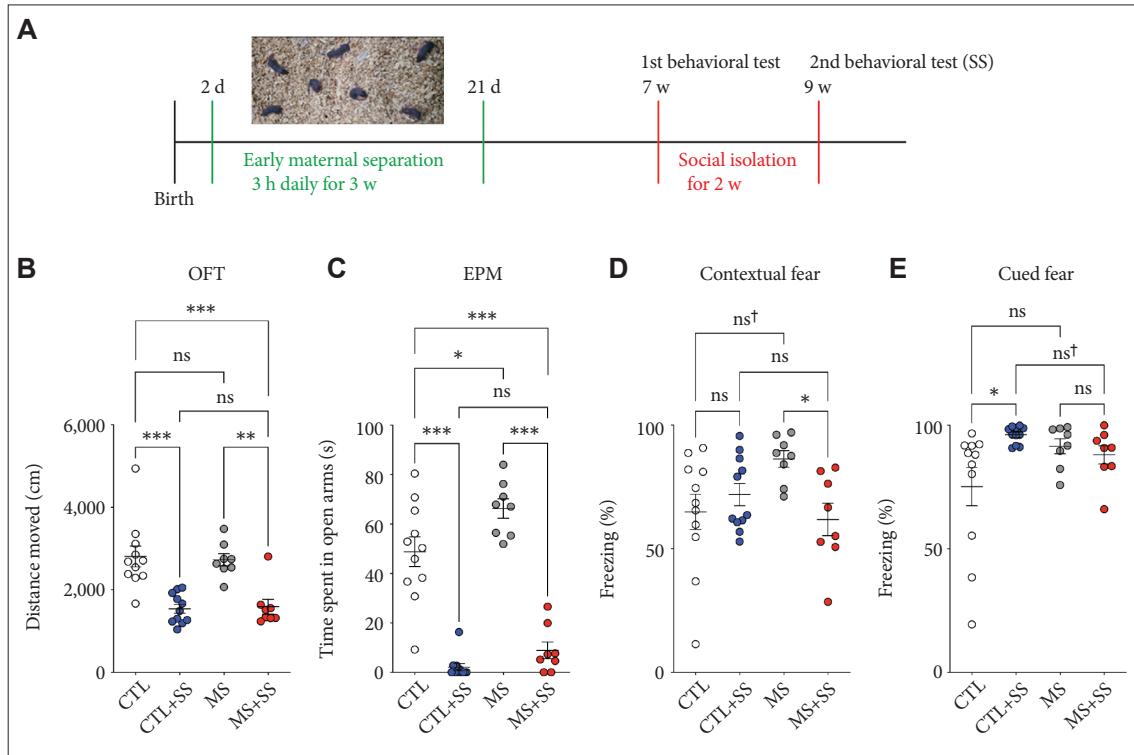 A
1st behavioral test
2nd behavioral test (SS)
2 d
21 d
7 w
9 w
Early maternal separation
3 h daily for 3 w
Social isolation
for 2 w
Birth
B
OFT
***
ns
ns
***
**
Distance moved (cm)
6,000
4,000
2,000
0
CTL
CTL+SS
MS
MS+SS
C
EPM
***
*
ns
***
***
Time spent in open arms (s)
100
80
60
40
20
0
CTL
CTL+SS
MS
MS+SS
D
Contextual fear
ns†
ns
ns
*
Freezing (%)
100
50
0
CTL
CTL+SS
MS
MS+SS
E
Cued fear
ns
ns†
*
ns
Freezing (%)
100
50
0
CTL
CTL+SS
MS
MS+SS